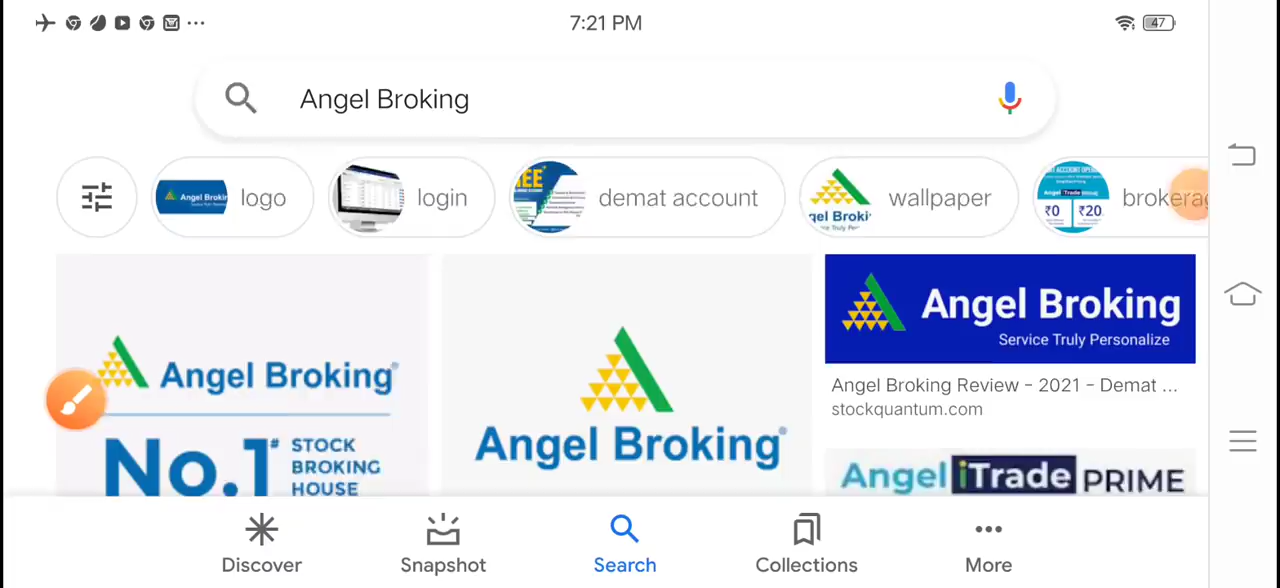 7:21 PM
47
Angel Broking
logo
login
demat account
wallpaper
brokerag
Angel Broking
No.1#
STOCK
BROKING
HOUSE
Angel Broking®
Angel Broking
Service Truly Personalize
Angel Broking Review - 2021 - Demat ...
stockquantum.com
Angel iTrade PRIME
Discover
Snapshot
Search
Collections
More